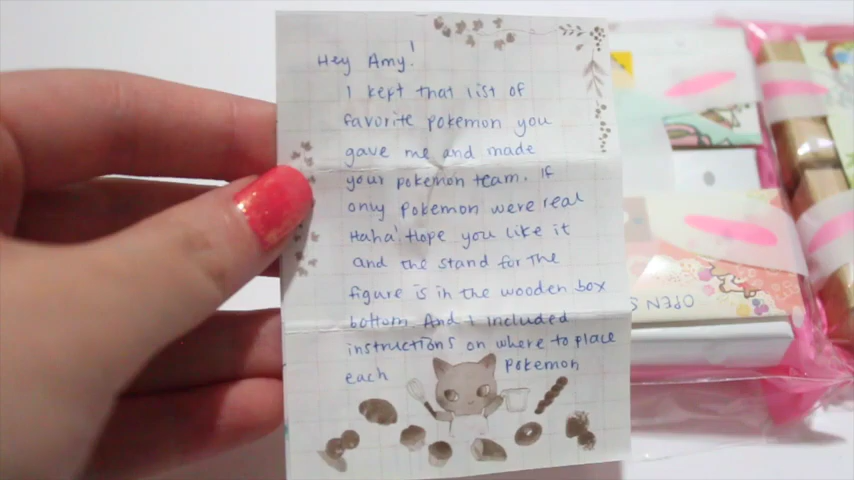 Hey Amy!
I kept that list of
favorite pokemon you
gave me and made
your pokemon team. If
only Pokemon were real
Haha! Hope you like it
and the stand for the
figure is in the wooden box
bottom. And I included
instructions on where to place
each Pokemon
OPEN